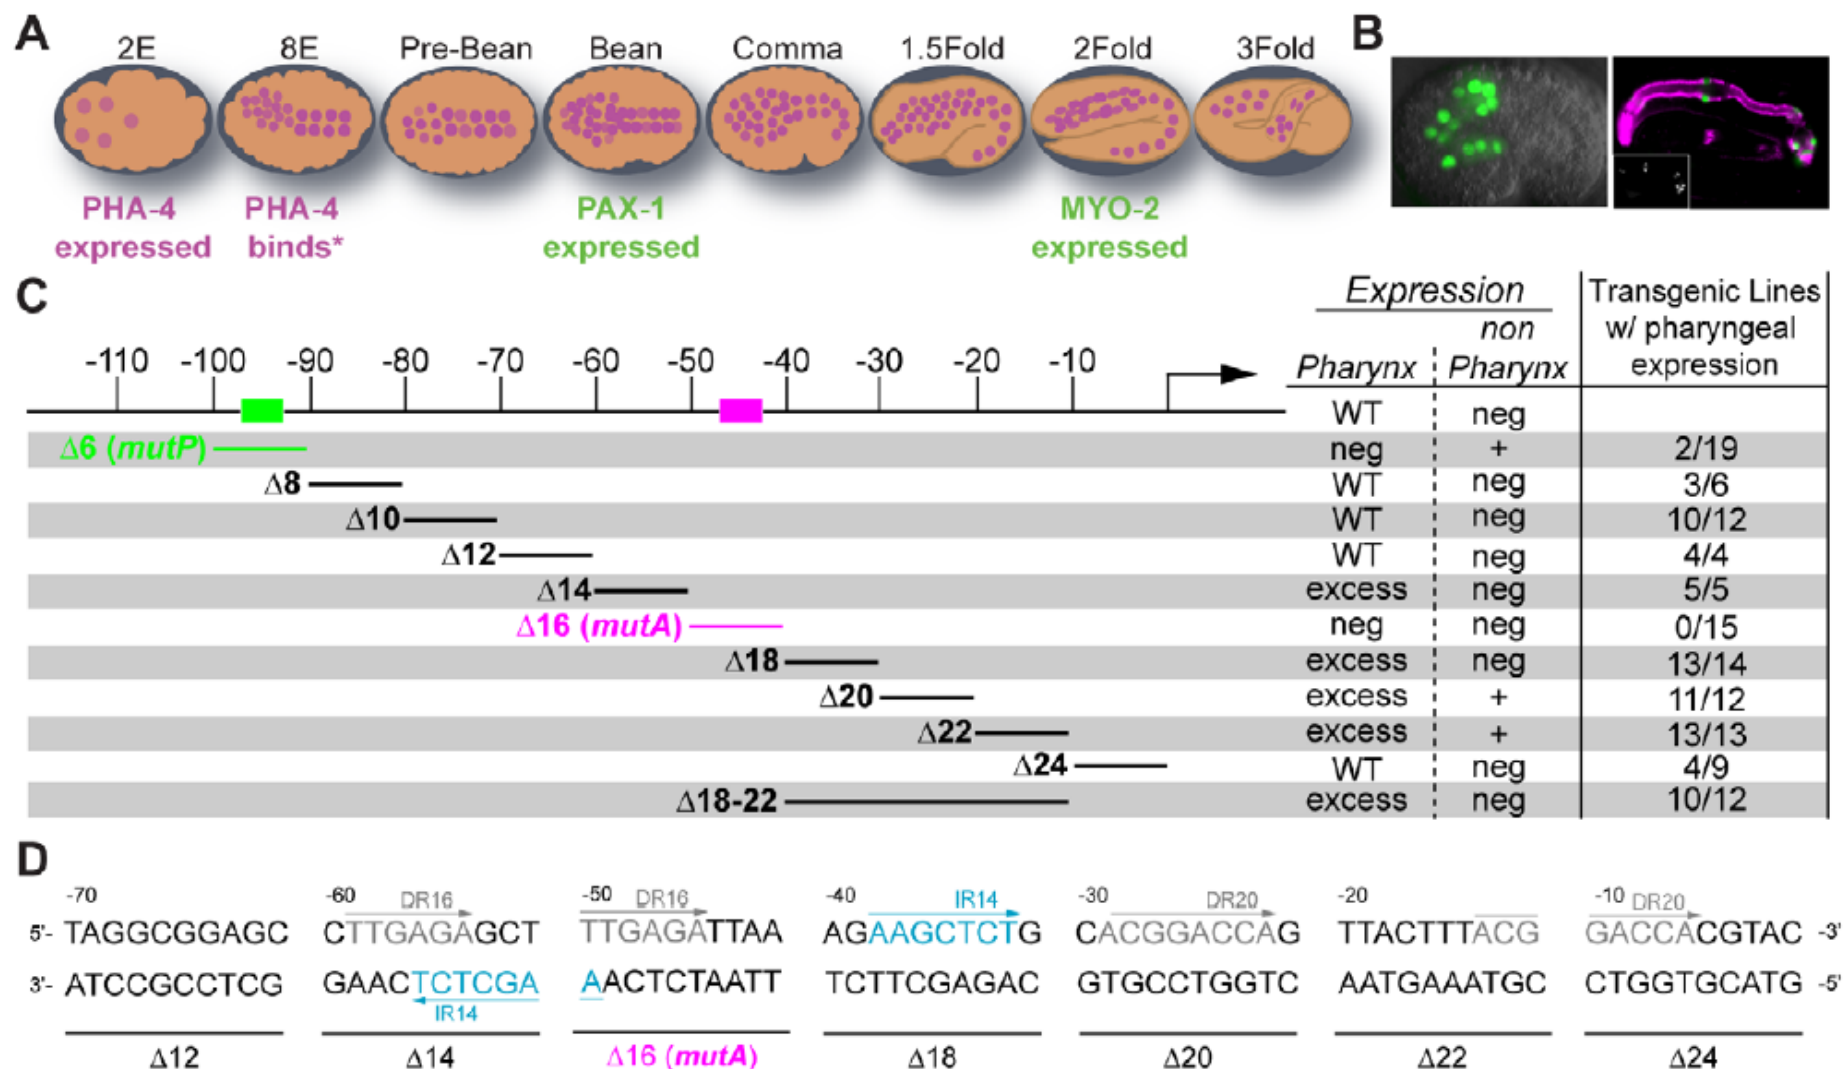 A
B
2E 8E Pre-Bean Bean Comma 1.5Fold 2Fold 3Fold
PHA-4 expressed
PHA-4 binds*
PAX-1 expressed
MYO-2 expressed
C
Expression
Pharynx
non Pharynx
Transgenic Lines
w/ pharyngeal
expression
-110 -100 -90 -80 -70 -60 -50 -40 -30 -20 -10
WT neg
Δ6 (mutP) neg + 2/19
Δ8 WT neg 3/6
Δ10 WT neg 10/12
Δ12 WT neg 4/4
Δ14 excess neg 5/5
Δ16 (mutA) neg neg 0/15
Δ18 excess neg 13/14
Δ20 excess + 11/12
Δ22 excess + 13/13
Δ24 WT neg 4/9
Δ18-22 excess neg 10/12
D
-70 -60 DR16 -50 DR16 -40 IR14 -30 DR20 -20 -10 DR20
5'- TAGGCGGAGC CTTGAGAGCT TTGAGATTAA AGAAGCTCTG CACGGACCAG TTACTTTACG GACCACGTAC -3'
3'- ATCCGCCTCG GAACTCTCGA AACTCTAATT TCTTCGAGAC GTGCCTGGTC AATGAAATGC CTGGTGCATG -5'
IR14
Δ12 Δ14 Δ16 (mutA) Δ18 Δ20 Δ22 Δ24